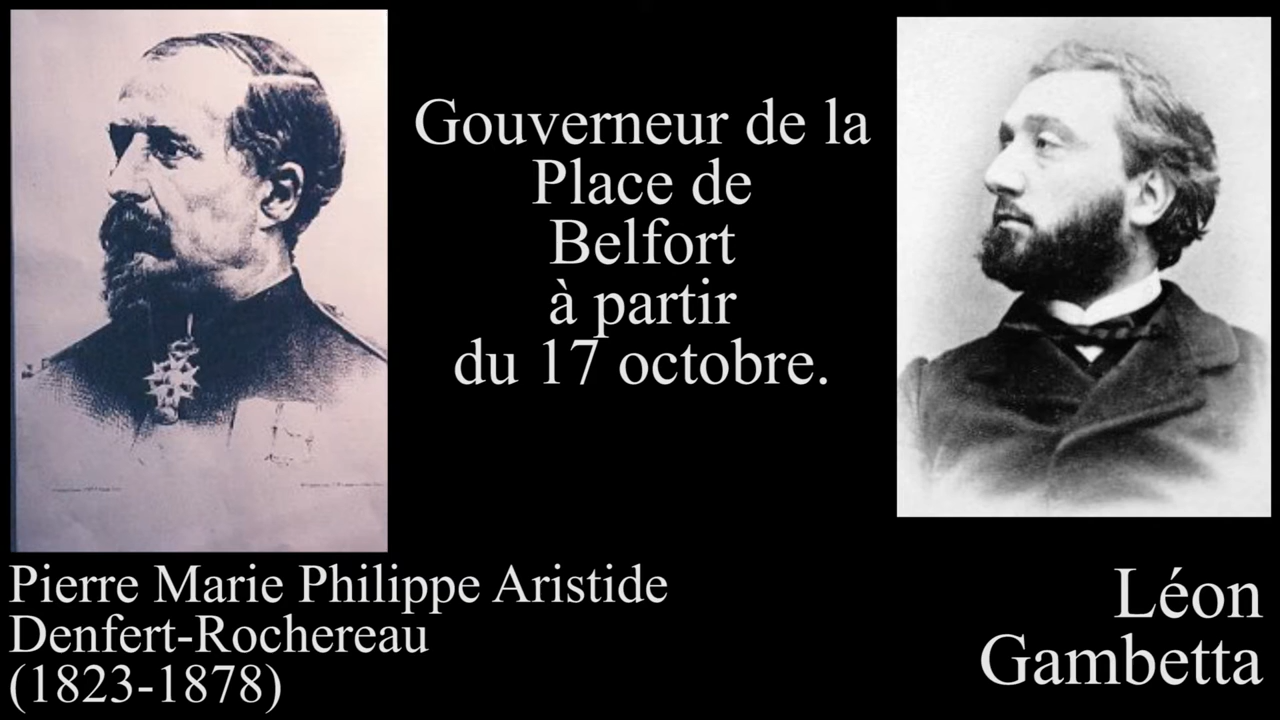 Gouverneur de la
Place de
Belfort
à partir
du 17 octobre.
Pierre Marie Philippe Aristide
Denfert-Rochereau
(1823-1878)
Léon
Gambetta